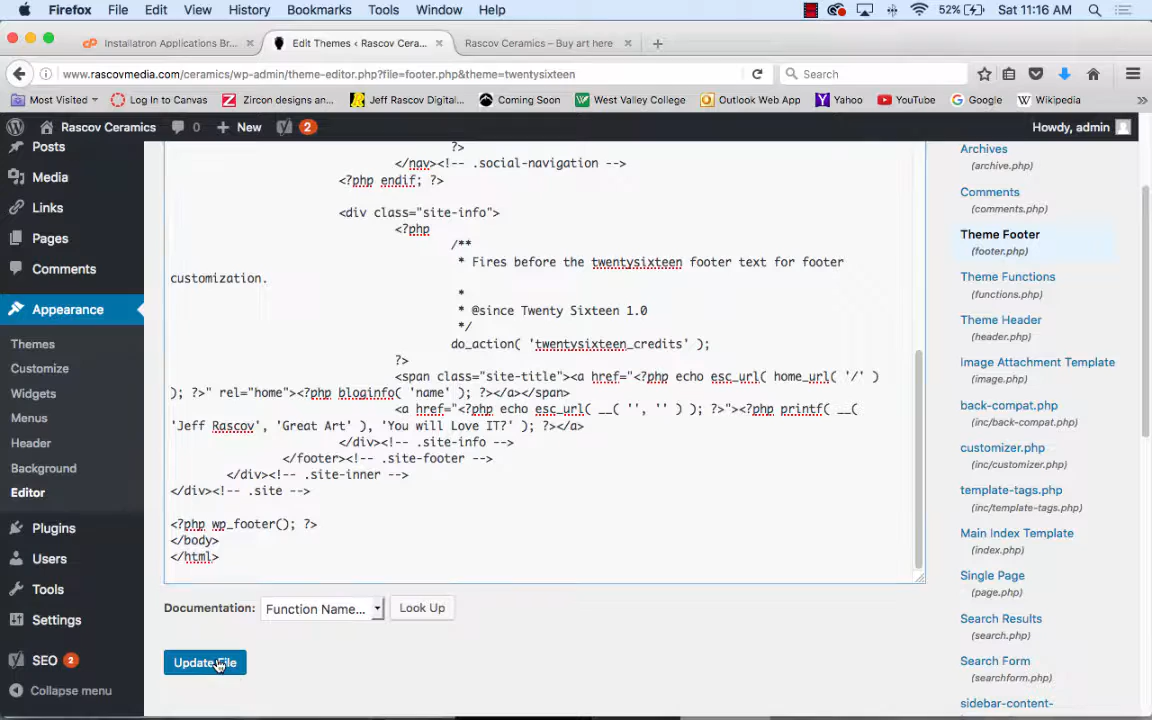 Firefox File Edit View History Bookmarks Tools Window Help 52% Sat 11:16 AM
Installatron Applications Br... Edit Themes ‹ Rascov Cera... Rascov Ceramics – Buy art here
www.rascovmedia.com/ceramics/wp-admin/theme-editor.php?file=footer.php&theme=twentysixteen Search
Most Visited Log In to Canvas Zircon designs an... Jeff Rascov Digital... Coming Soon West Valley College Outlook Web App Yahoo YouTube Google Wikipedia
Rascov Ceramics 0 New 2 Howdy, admin
Posts
Media
Links
Pages
Comments
Appearance
Themes
Customize
Widgets
Menus
Header
Background
Editor
Plugins
Users
Tools
Settings
SEO 2
Collapse menu
?>
</nav><!-- .social-navigation -->
<?php endif; ?>
<div class="site-info">
<?php
/**
* Fires before the twentysixteen footer text for footer
customization.
*
* @since Twenty Sixteen 1.0
*/
do_action( 'twentysixteen_credits' );
?>
<span class="site-title"><a href="<?php echo esc_url( home_url( '/' )
); ?>" rel="home"><?php bloginfo( 'name' ); ?></a></span>
<a href="<?php echo esc_url( __( '', '' ) ); ?>"><?php printf( __(
'Jeff Rascov', 'Great Art' ), 'You will Love IT?' ); ?></a>
</div><!-- .site-info -->
</footer><!-- .site-footer -->
</div><!-- .site-inner -->
</div><!-- .site -->
<?php wp_footer(); ?>
</body>
</html>
Documentation: Function Name... Look Up
Update File
Archives
(archive.php)
Comments
(comments.php)
Theme Footer
(footer.php)
Theme Functions
(functions.php)
Theme Header
(header.php)
Image Attachment Template
(image.php)
back-compat.php
(inc/back-compat.php)
customizer.php
(inc/customizer.php)
template-tags.php
(inc/template-tags.php)
Main Index Template
(index.php)
Single Page
(page.php)
Search Results
(search.php)
Search Form
(searchform.php)
sidebar-content-